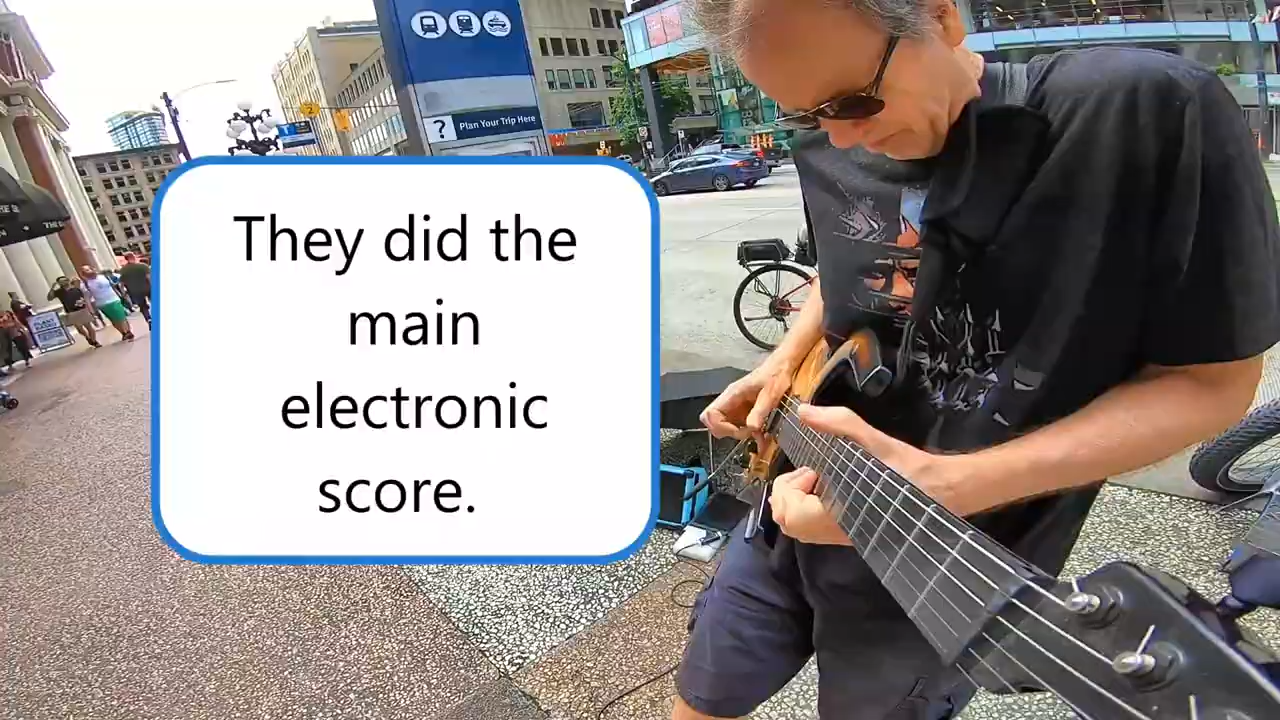 ? Plan Your Trip Here
They did the
main
electronic
score.